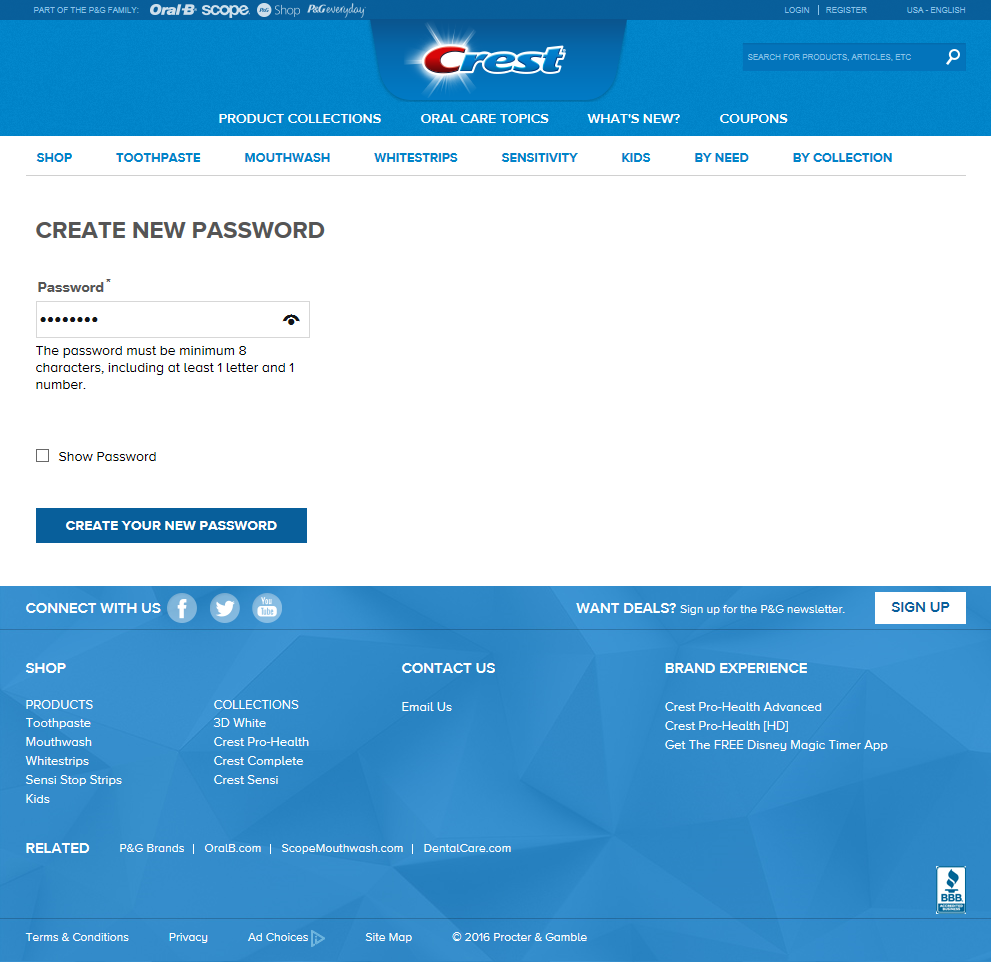 PART OF THE P&G FAMILY: Oral-B Scope P&G Shop P&G everyday LOGIN | REGISTER USA - ENGLISH
Crest
SEARCH FOR PRODUCTS, ARTICLES, ETC
PRODUCT COLLECTIONS ORAL CARE TOPICS WHAT'S NEW? COUPONS
SHOP TOOTHPASTE MOUTHWASH WHITESTRIPS SENSITIVITY KIDS BY NEED BY COLLECTION
CREATE NEW PASSWORD
Password*
••••••••
The password must be minimum 8
characters, including at least 1 letter and 1
number.
Show Password
CREATE YOUR NEW PASSWORD
CONNECT WITH US f You Tube WANT DEALS? Sign up for the P&G newsletter. SIGN UP
SHOP CONTACT US BRAND EXPERIENCE
PRODUCTS COLLECTIONS Email Us Crest Pro-Health Advanced
Toothpaste 3D White Crest Pro-Health [HD]
Mouthwash Crest Pro-Health Get The FREE Disney Magic Timer App
Whitestrips Crest Complete
Sensi Stop Strips Crest Sensi
Kids
RELATED P&G Brands | OralB.com | ScopeMouthwash.com | DentalCare.com
BBB
ACCREDITED
BUSINESS
Terms & Conditions Privacy Ad Choices Site Map © 2016 Procter & Gamble